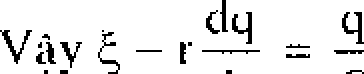 Vậy ξ − r dq = q